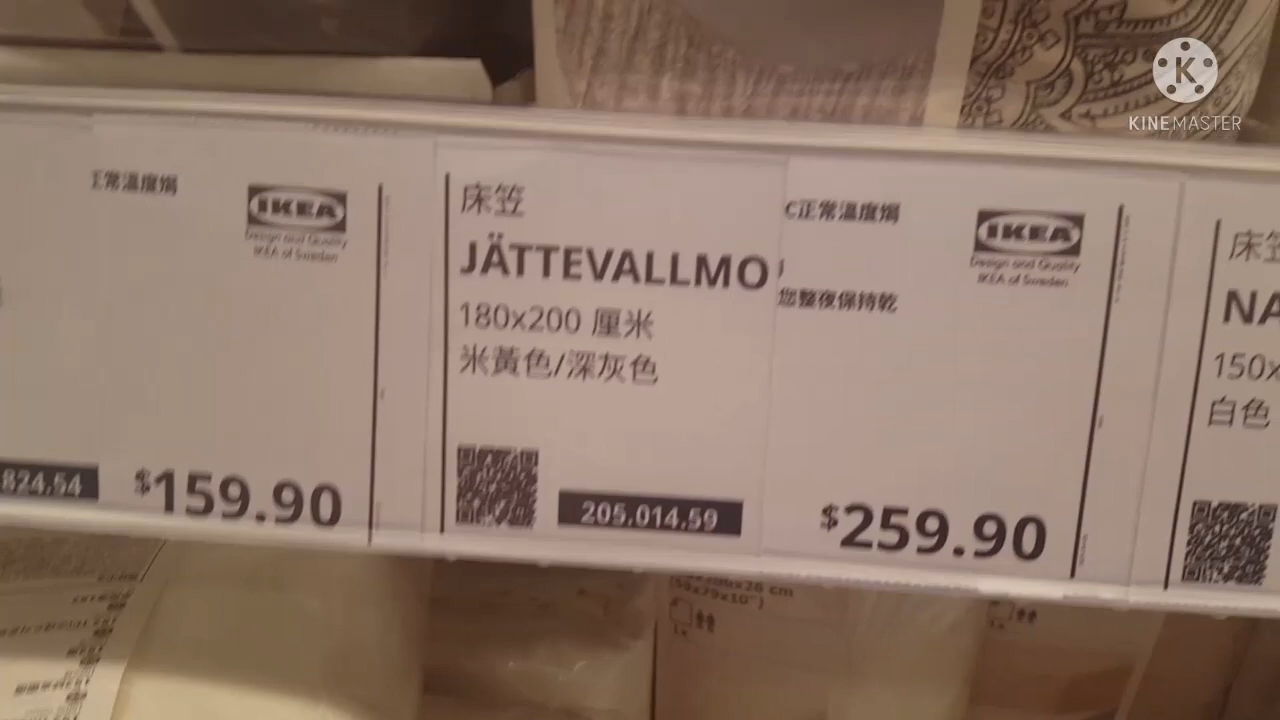 KINEMASTER
正常溫度焗
IKEA
Design and Quality
IKEA of Sweden
824.54
$159.90
床笠
JÄTTEVALLMO
180x200 厘米
米黃色/深灰色
205.014.59
C正常溫度焗
您整夜保持乾
IKEA
Design and Quality
IKEA of Sweden
$259.90
床笠
NA
150x
白色